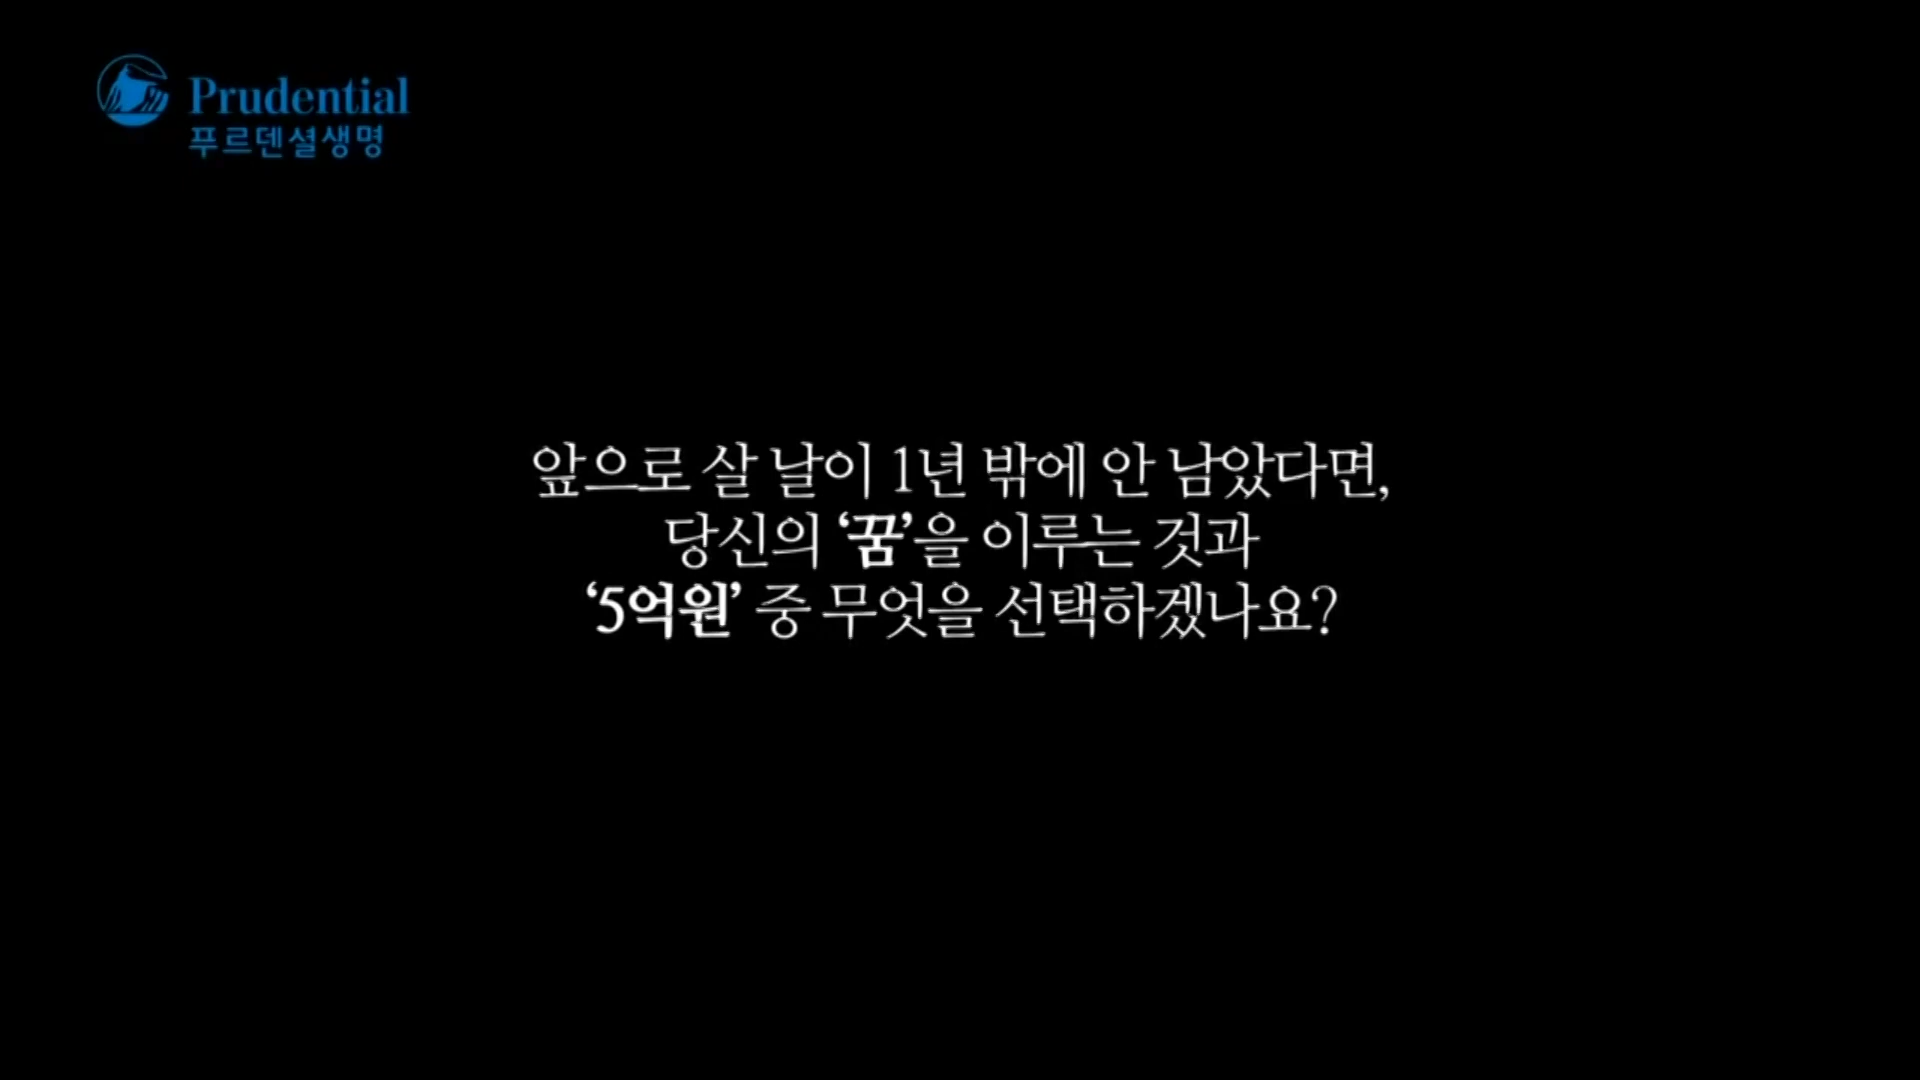 Prudential
푸르덴셜생명
앞으로 살 날이 1년 밖에 안 남았다면,
당신의 ‘꿈’을 이루는 것과
‘5억원’ 중 무엇을 선택하겠나요?